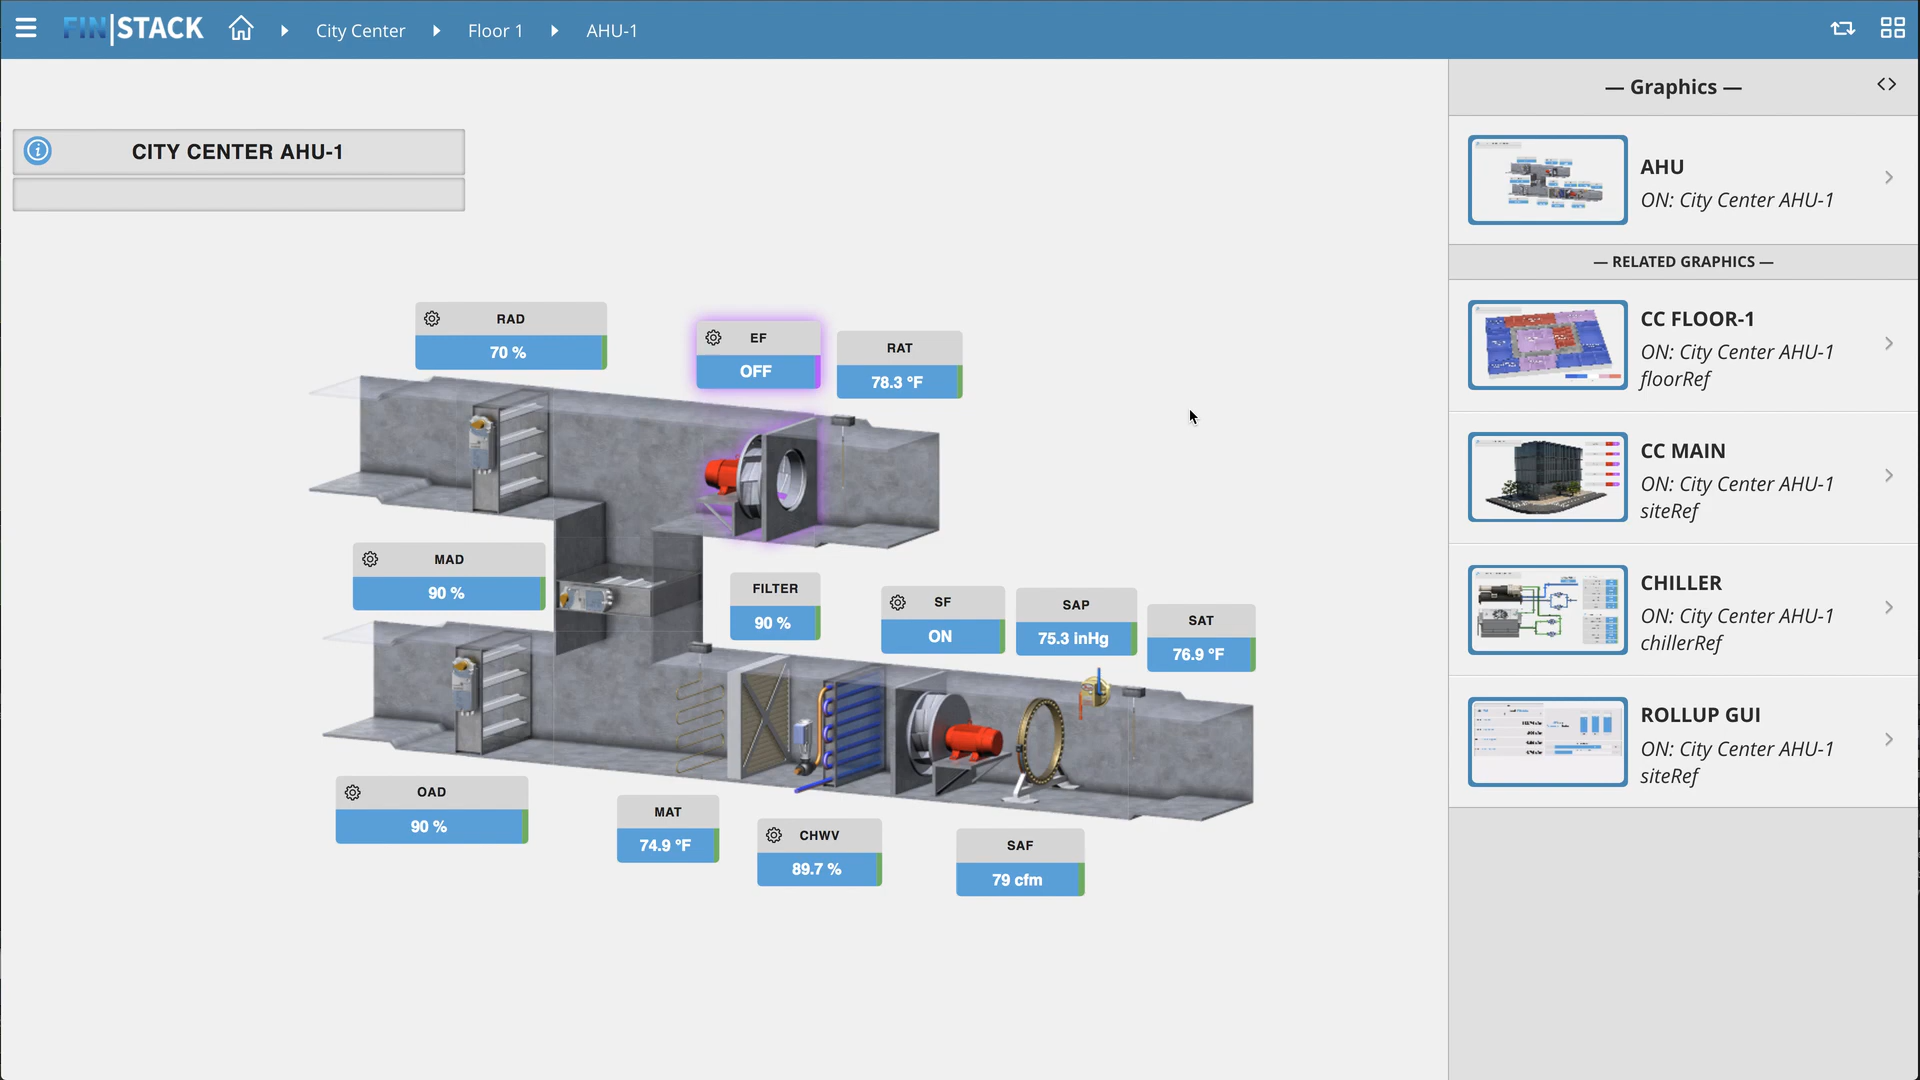 FIN|STACK
City Center
Floor 1
AHU-1
CITY CENTER AHU-1
RAD
70 %
EF
OFF
RAT
78.3 °F
MAD
90 %
FILTER
90 %
SF
ON
SAP
75.3 inHg
SAT
76.9 °F
OAD
90 %
MAT
74.9 °F
CHWV
89.7 %
SAF
79 cfm
— Graphics —
AHU
ON: City Center AHU-1
— RELATED GRAPHICS —
CC FLOOR-1
ON: City Center AHU-1
floorRef
CC MAIN
ON: City Center AHU-1
siteRef
CHILLER
ON: City Center AHU-1
chillerRef
ROLLUP GUI
ON: City Center AHU-1
siteRef